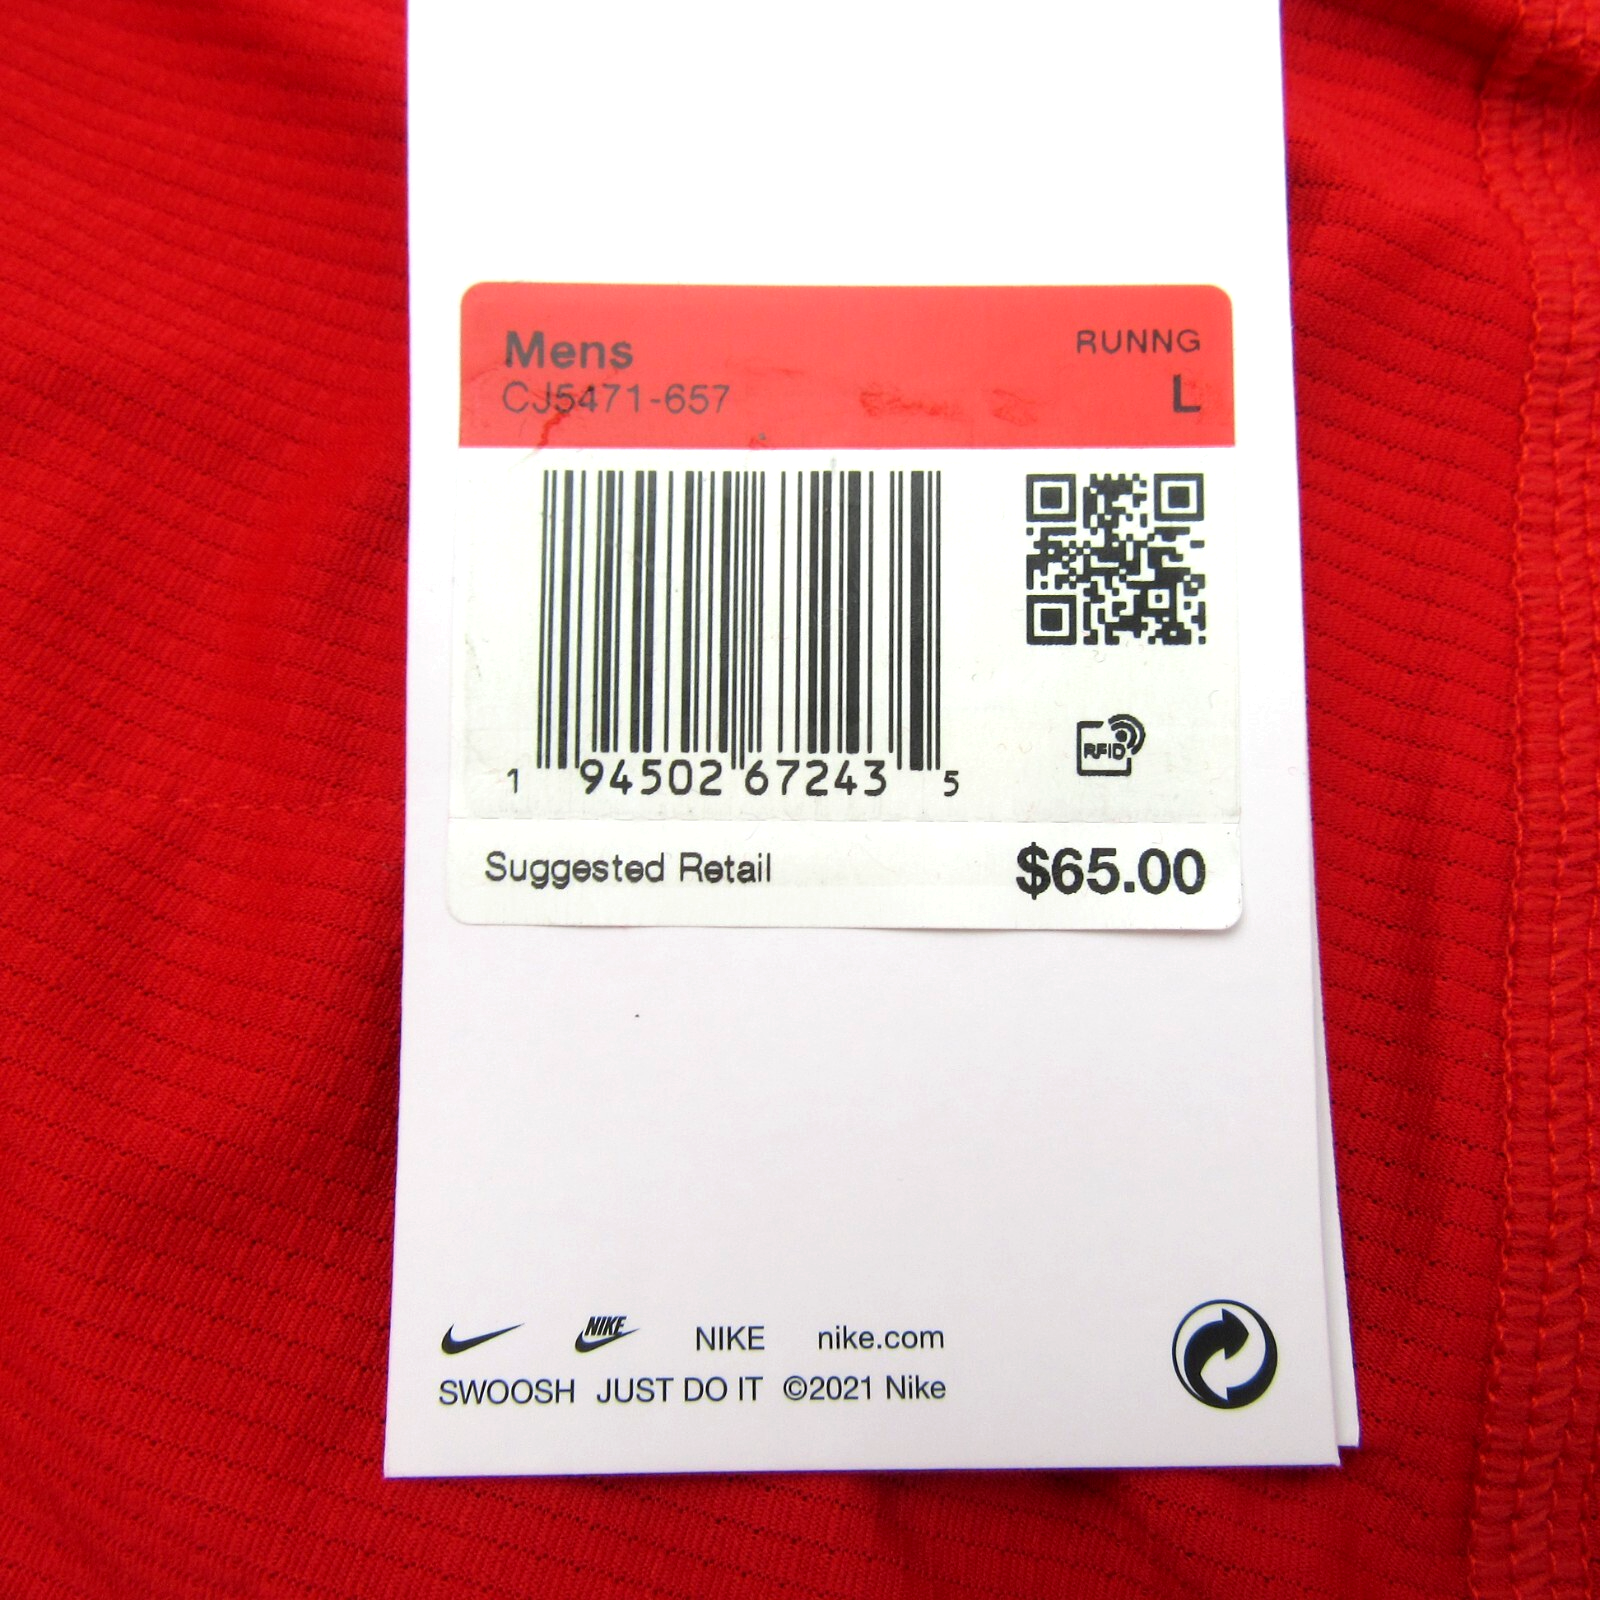 Mens RUNNG
CJ5471-657 L
1 94502 67243 5
RFID
Suggested Retail $65.00
NIKE NIKE nike.com
SWOOSH JUST DO IT ©2021 Nike